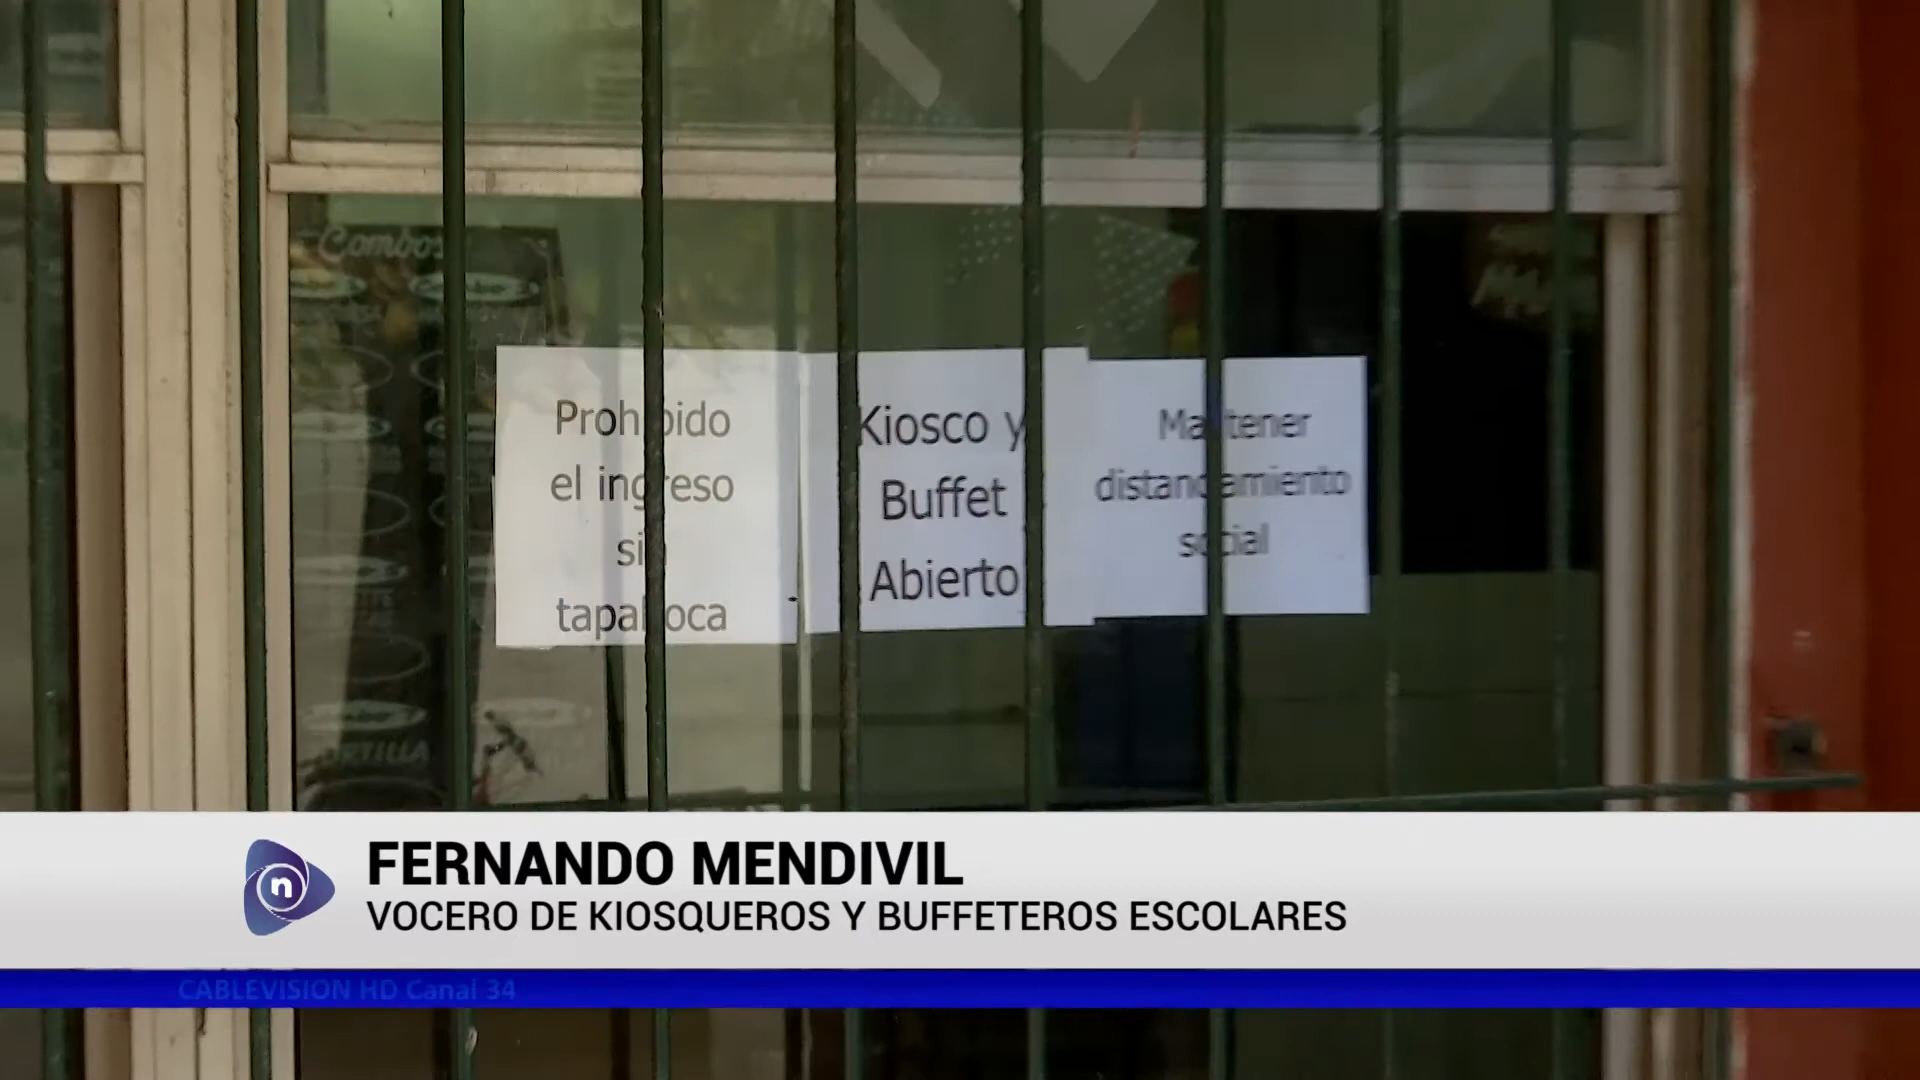 Combos
Prohibido
el ingreso
sin
tapaboca
Kiosco y
Buffet
Abierto
Mantener
distanciamiento
social
n
FERNANDO MENDIVIL
VOCERO DE KIOSQUEROS Y BUFFETEROS ESCOLARES
CABLEVISION HD Canal 34